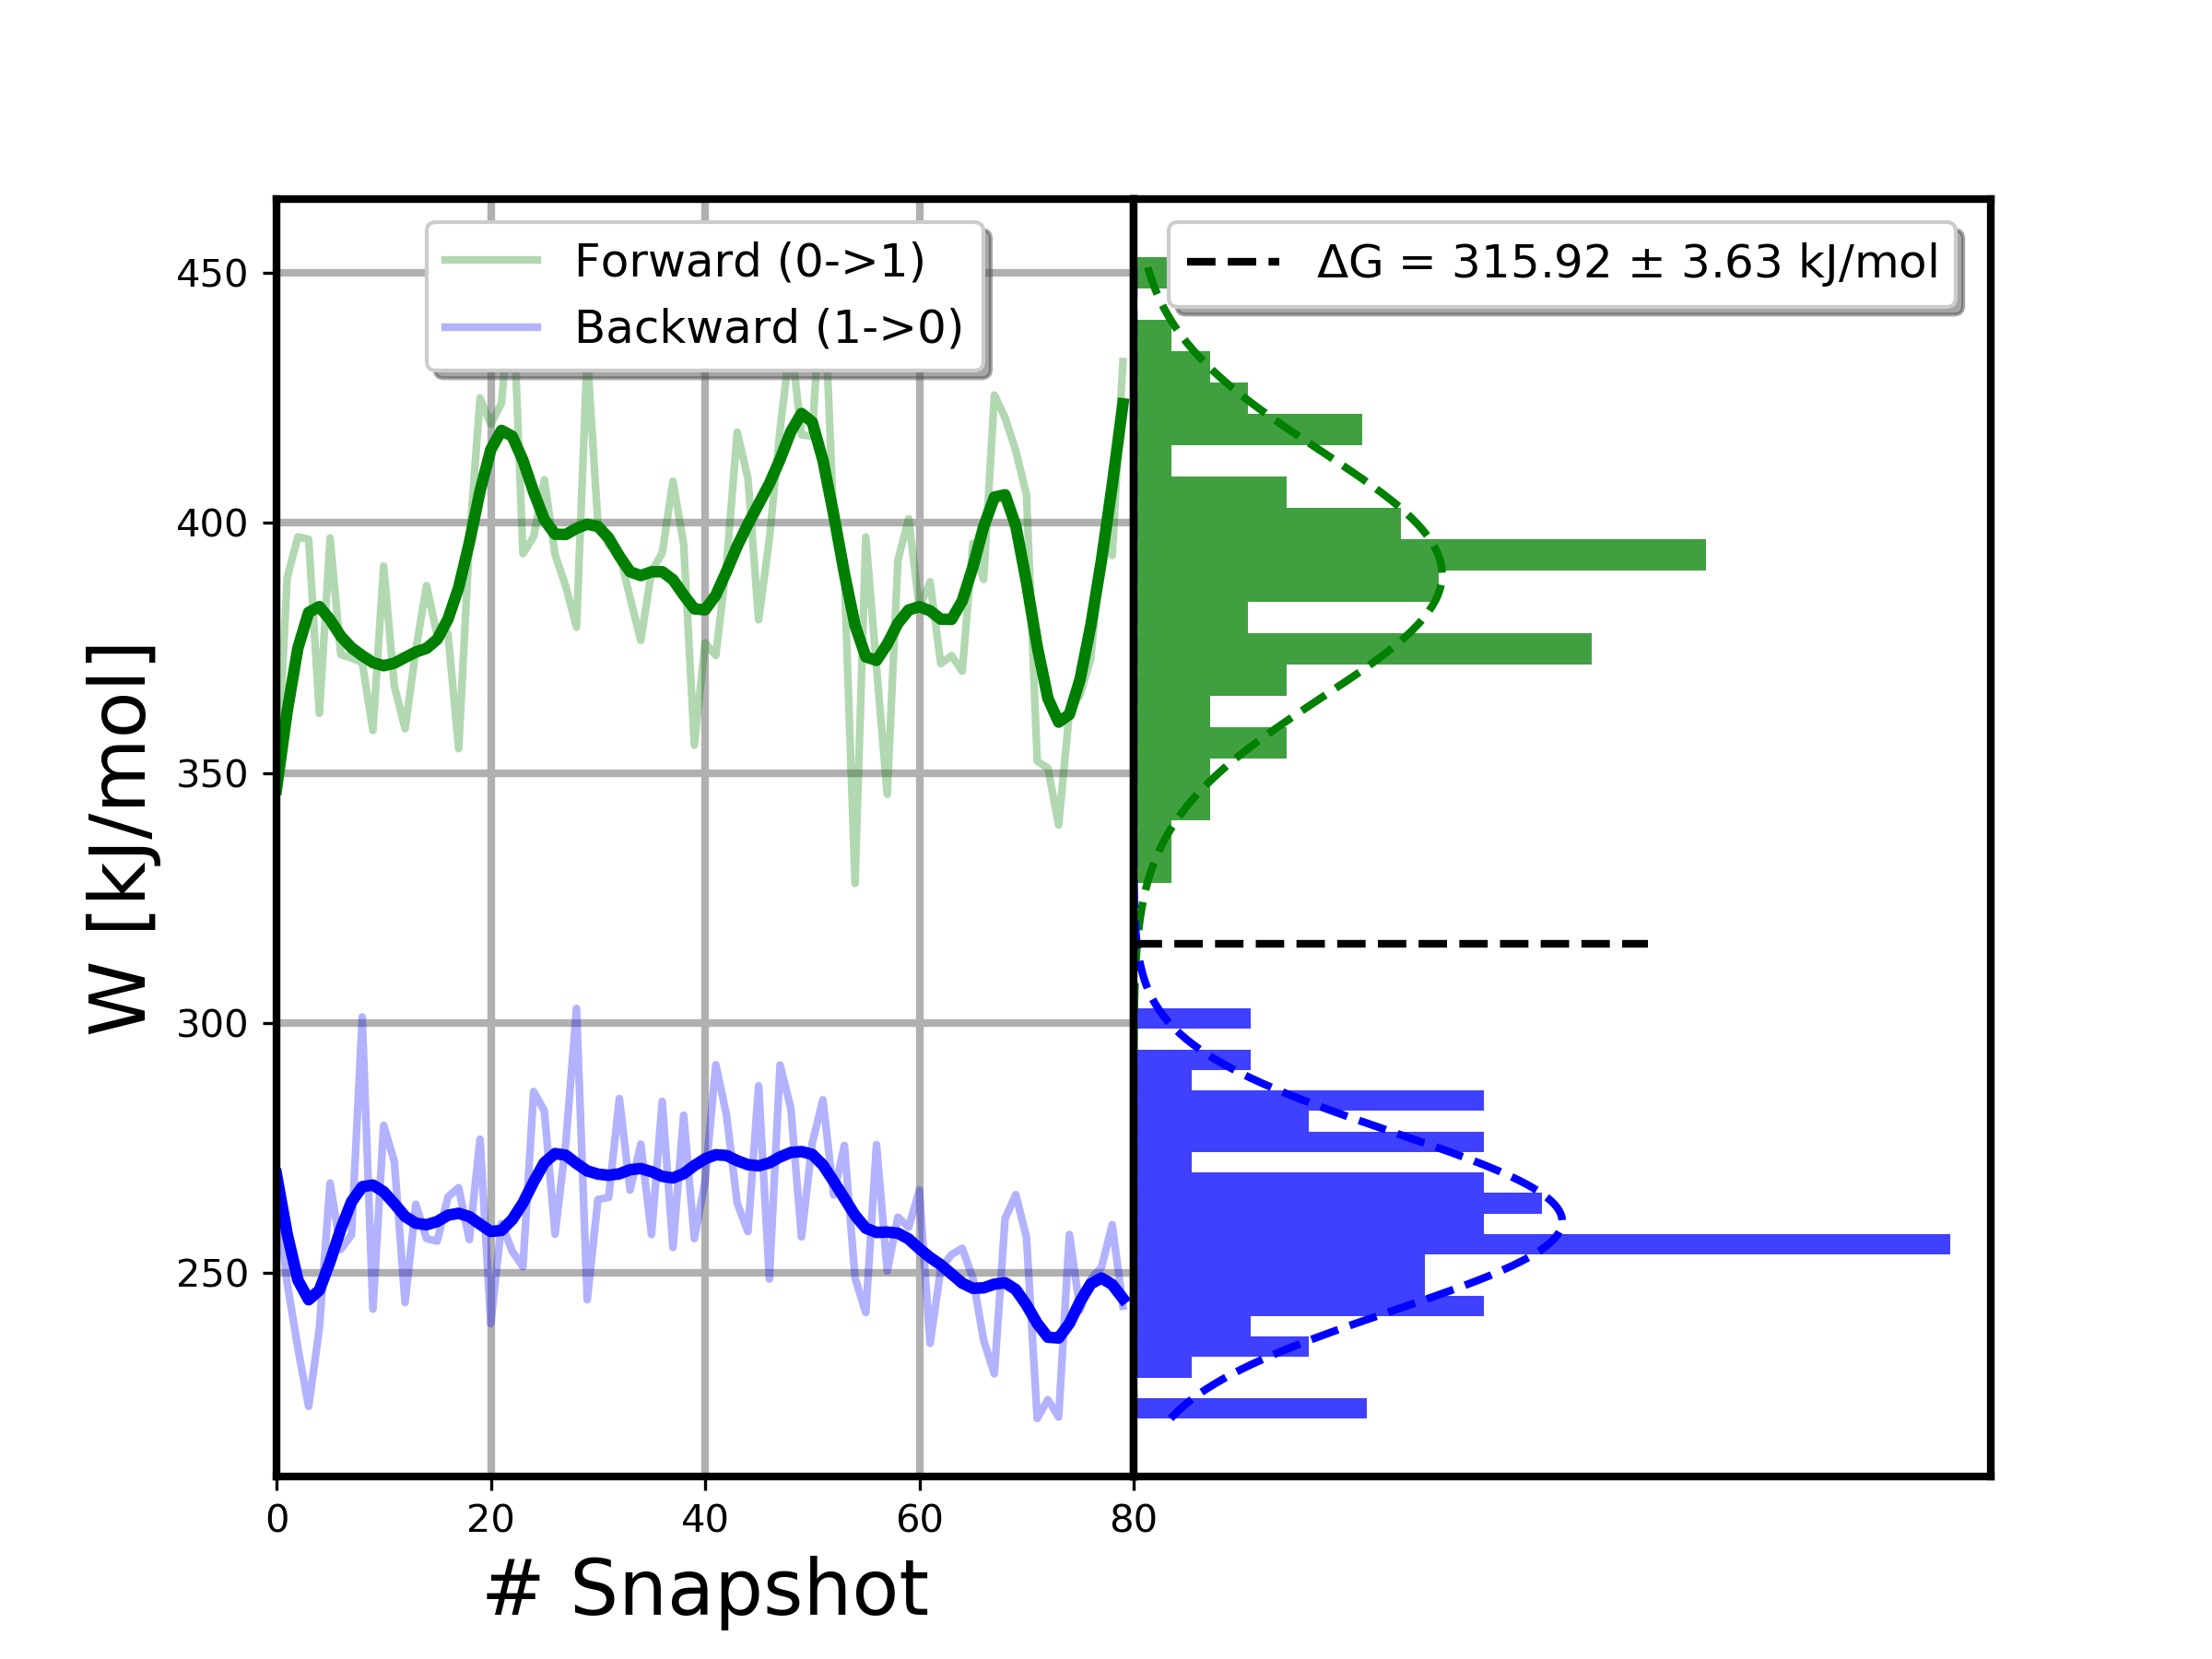 Forward (0->1)
Backward (1->0)
ΔG = 315.92 ± 3.63 kJ/mol
W [kJ/mol]
450
400
350
300
250
0 20 40 60 80
# Snapshot